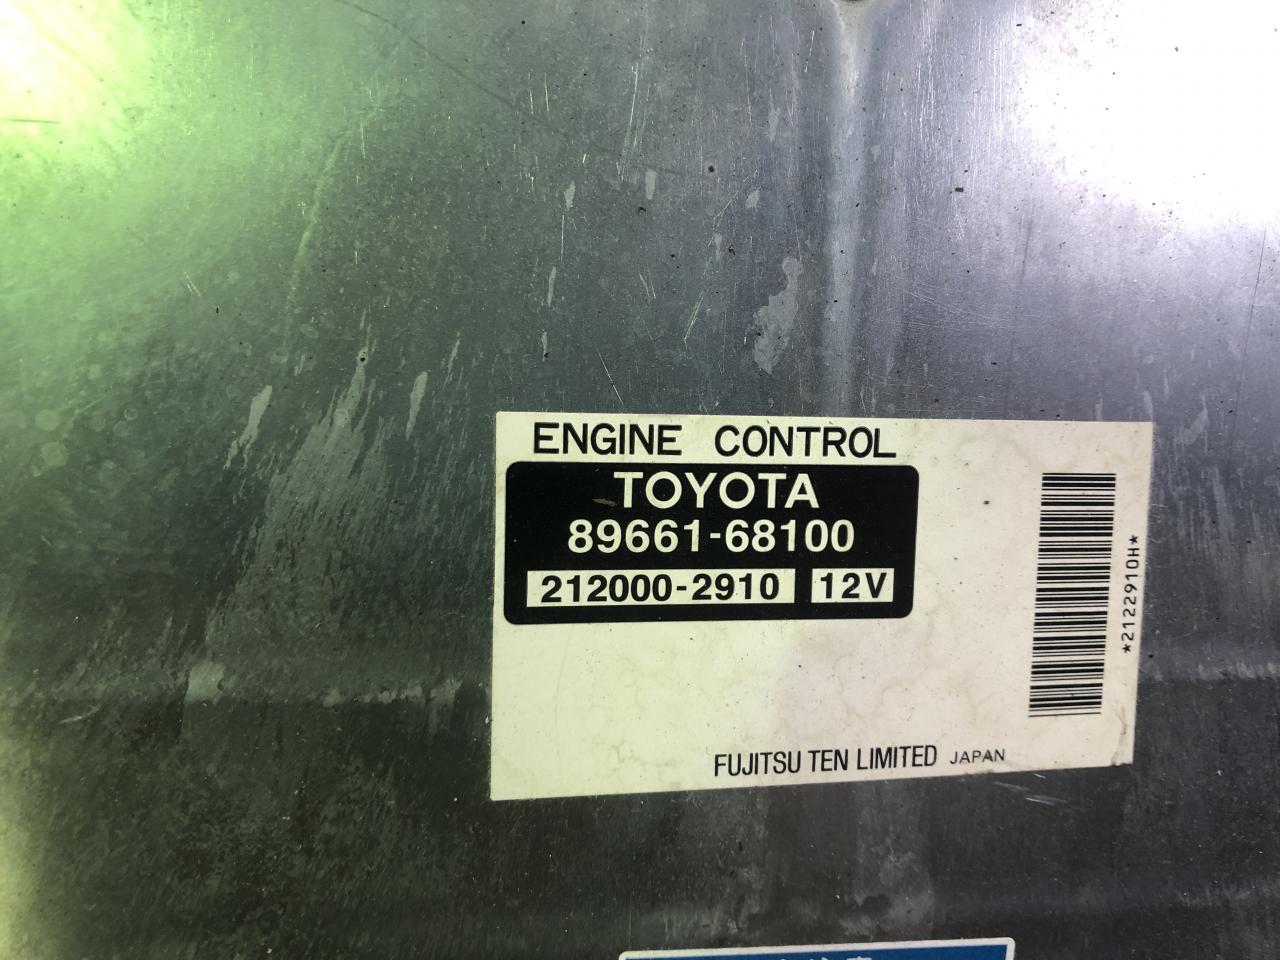 ENGINE CONTROL
TOYOTA
89661-68100
212000-2910 12V
*2122910H*
FUJITSU TEN LIMITED JAPAN